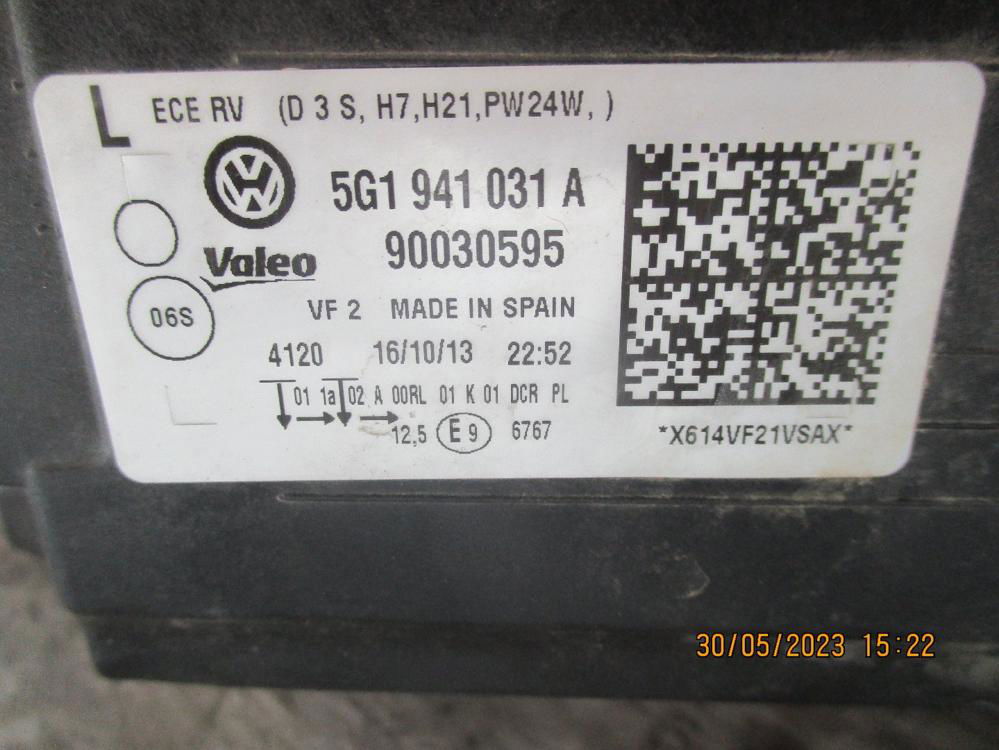 L ECE RV (D 3 S, H7,H21,PW24W, )
5G1 941 031 A
Valeo 90030595
06S
VF 2 MADE IN SPAIN
4120 16/10/13 22:52
01 1a 02 A 00RL 01 K 01 DCR PL
12,5 E 9 6767
*X614VF21VSAX*
30/05/2023 15:22